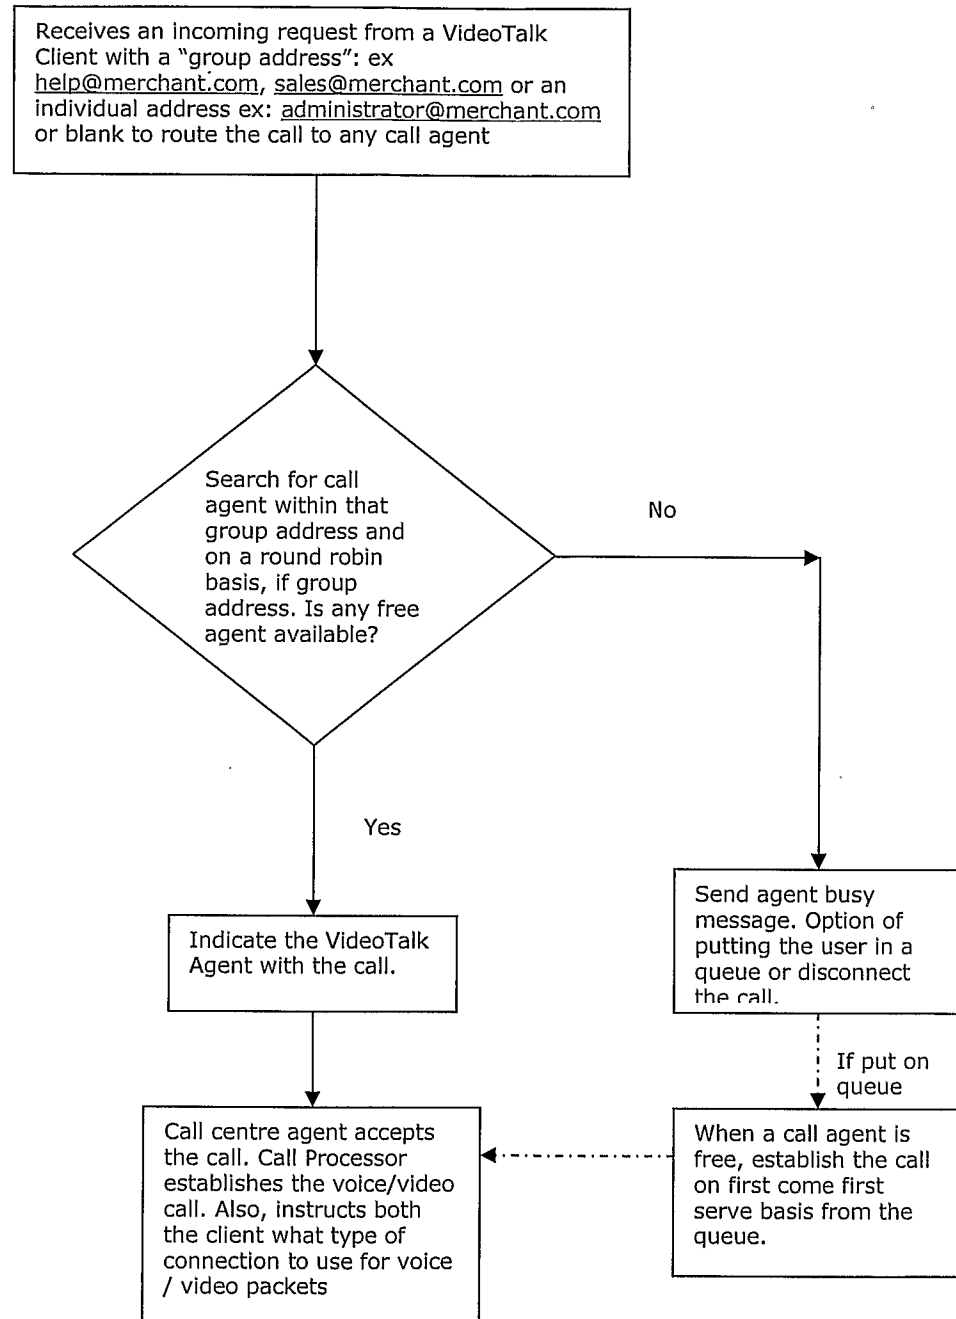 Receives an incoming request from a VideoTalk
Client with a “group address”: ex
help@merchant.com, sales@merchant.com or an
individual address ex: administrator@merchant.com
or blank to route the call to any call agent
Search for call
agent within that
group address and
on a round robin
basis, if group
address. Is any free
agent available?
No
Yes
Indicate the VideoTalk
Agent with the call.
Send agent busy
message. Option of
putting the user in a
queue or disconnect
the call.
If put on
queue
Call centre agent accepts
the call. Call Processor
establishes the voice/video
call. Also, instructs both
the client what type of
connection to use for voice
/ video packets
When a call agent is
free, establish the call
on first come first
serve basis from the
queue.